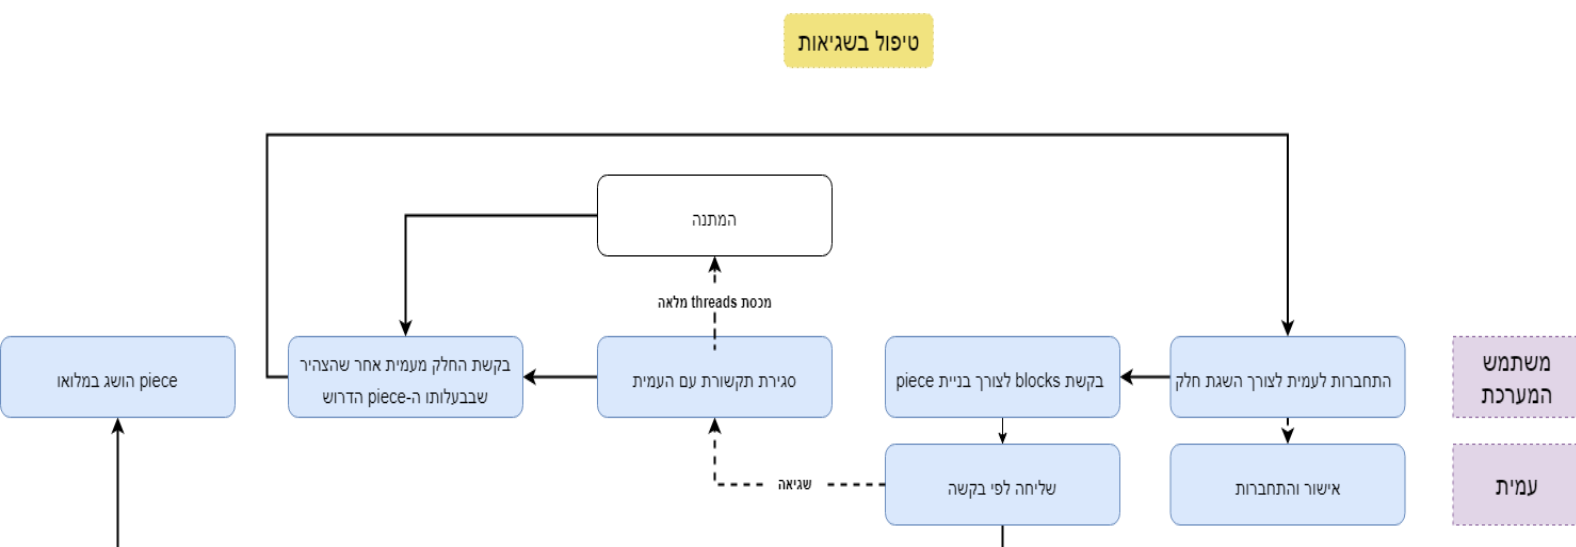 טיפול בשגיאות
המתנה
מכסת threads מלאה
משתמש
המערכת
התחברות לעמית לצורך השגת חלק
בקשת blocks לצורך בניית piece
סגירת תקשורת עם העמית
בקשת החלק מעמית אחר שהצהיר
שבבעלותו ה-piece הדרוש
piece הושג במלואו
עמית
אישור והתחברות
שליחה לפי בקשה
שגיאה